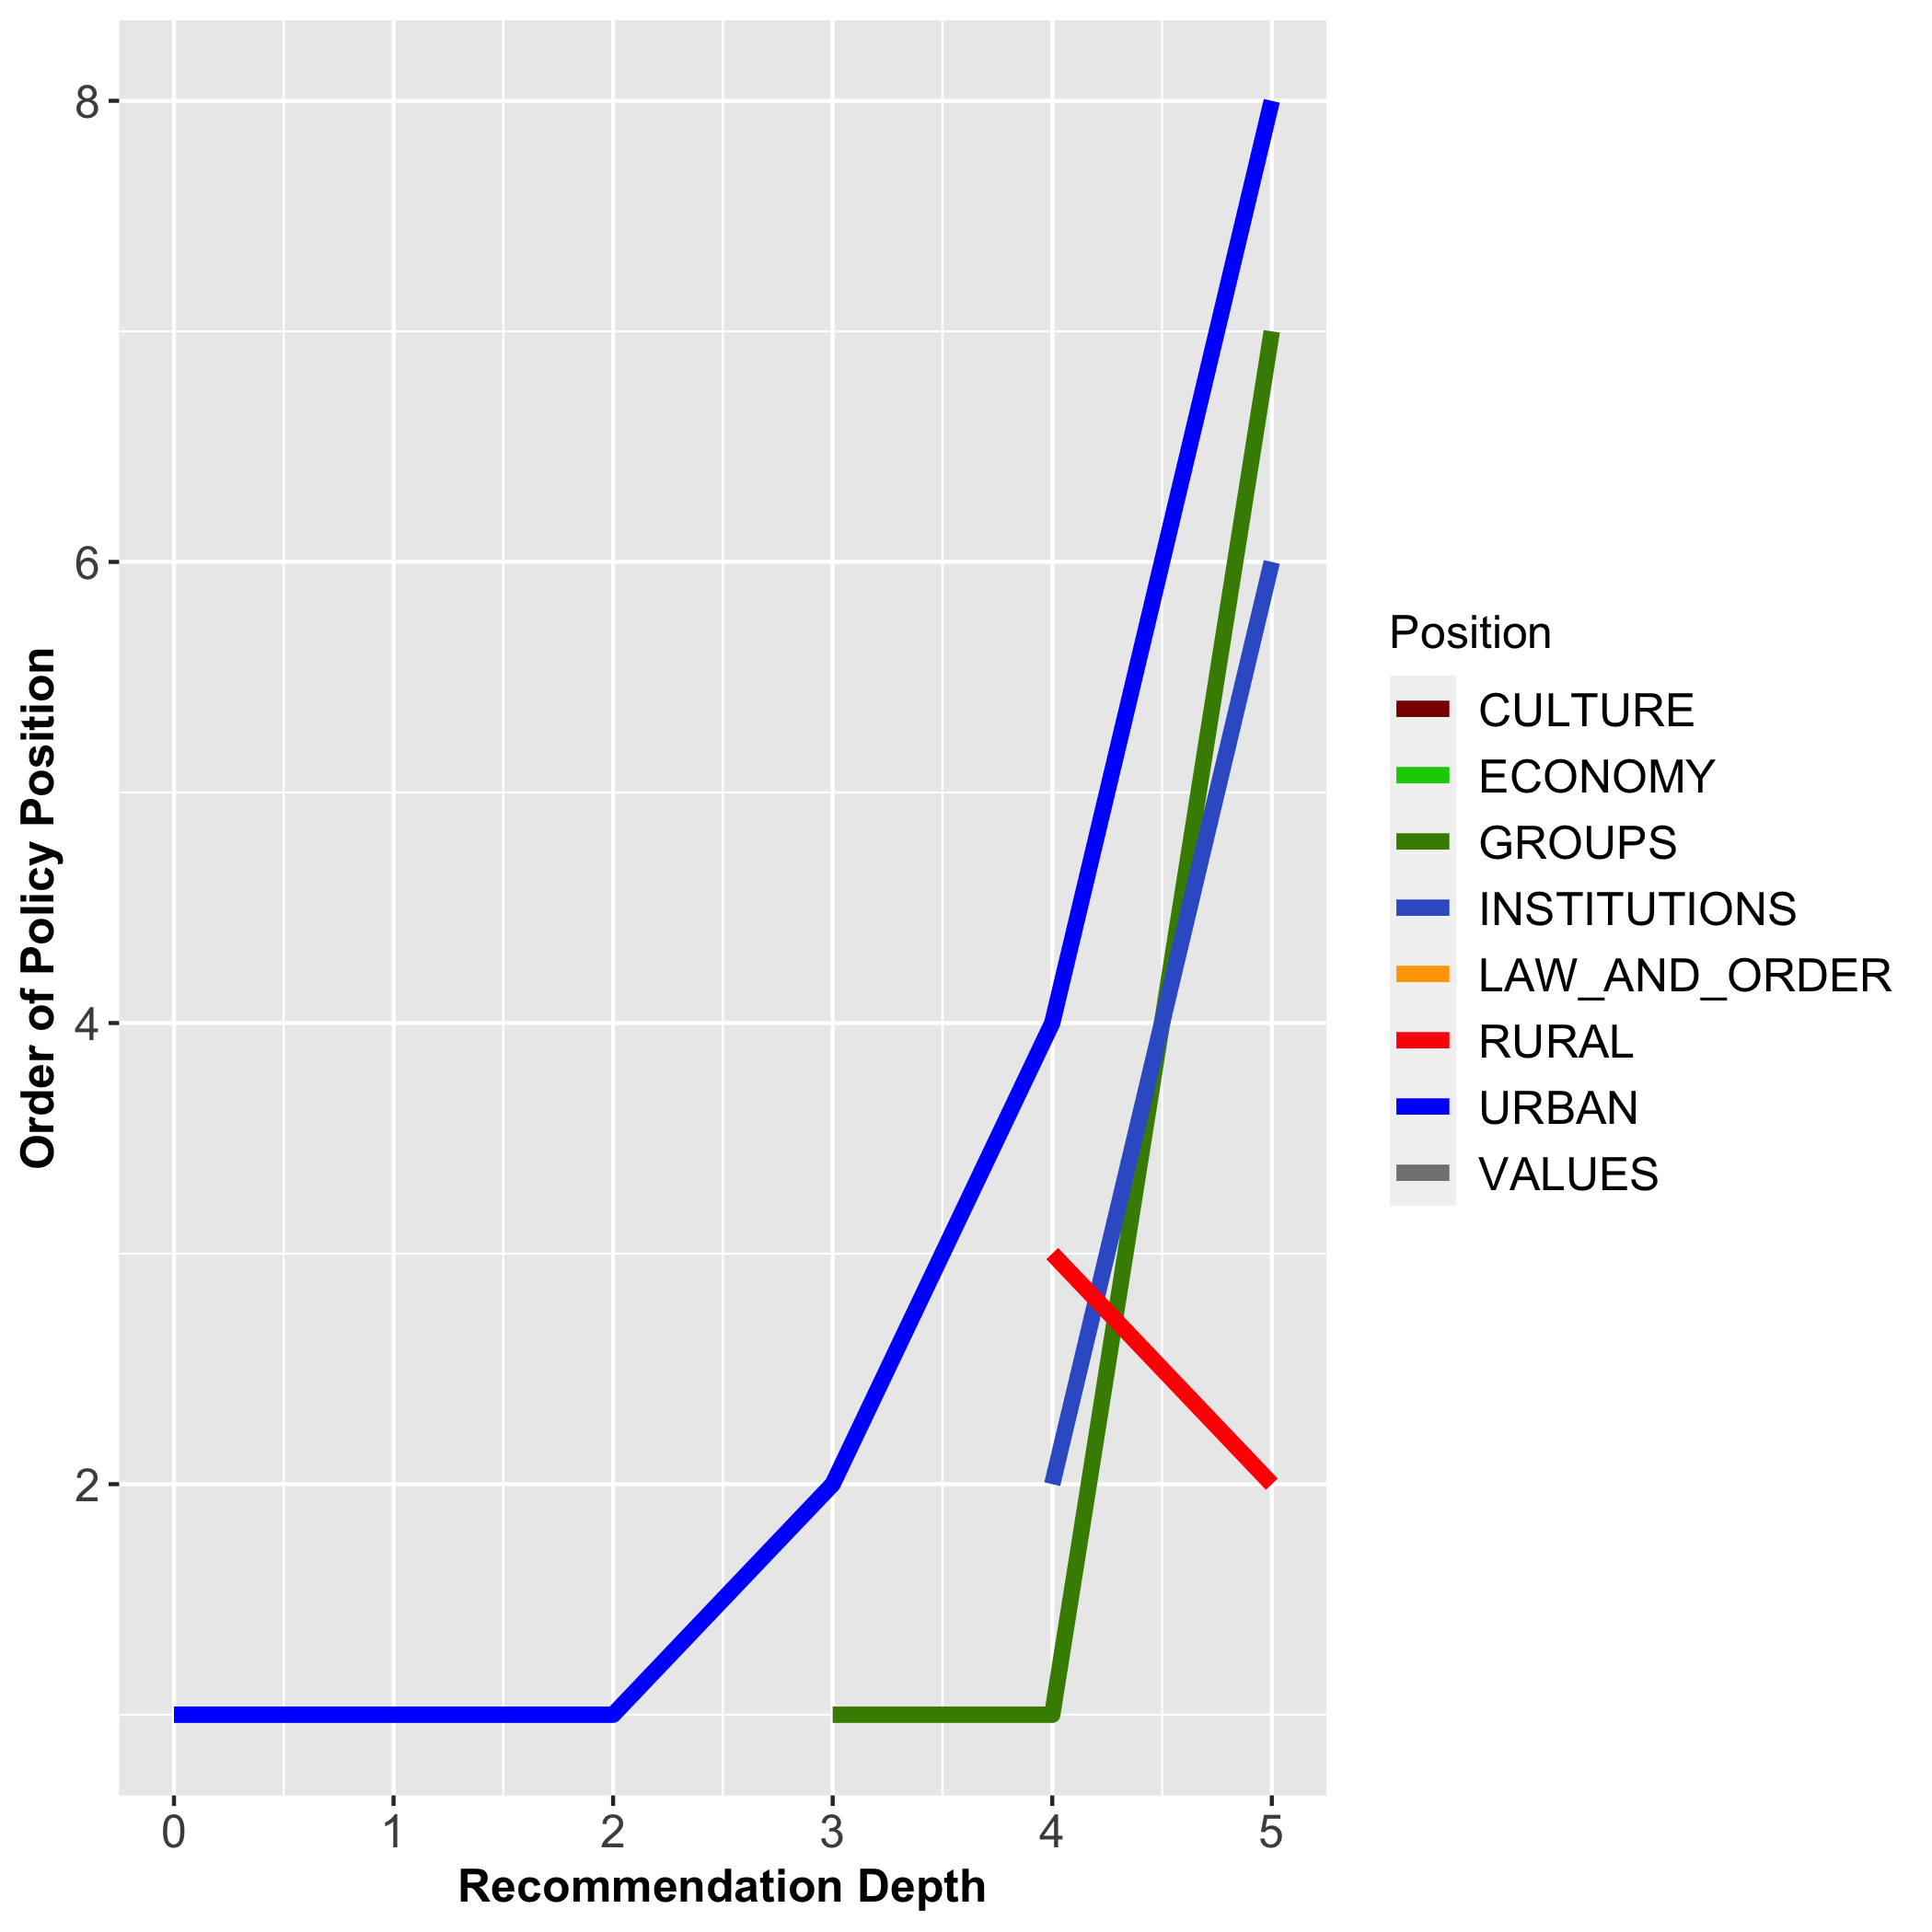 8
6
4
2
Order of Policy Position
0 1 2 3 4 5
Recommendation Depth
Position
CULTURE
ECONOMY
GROUPS
INSTITUTIONS
LAW_AND_ORDER
RURAL
URBAN
VALUES